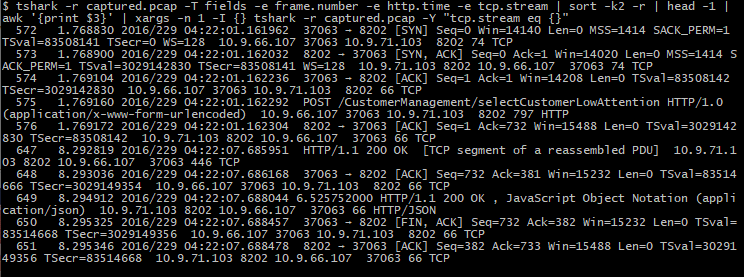 $ tshark -r captured.pcap -T fields -e frame.number -e http.time -e tcp.stream | sort -k2 -r | head -1 |
awk '{print $3}' | xargs -n 1 -I {} tshark -r captured.pcap -Y "tcp.stream eq {}"
572 1.768830 2016/229 04:22:01.161962 37063 → 8202 [SYN] Seq=0 Win=14140 Len=0 MSS=1414 SACK_PERM=1
TSval=83508141 TSecr=0 WS=128 10.9.66.107 37063 10.9.71.103 8202 74 TCP
573 1.768900 2016/229 04:22:01.162032 8202 → 37063 [SYN, ACK] Seq=0 Ack=1 Win=14020 Len=0 MSS=1414 S
ACK_PERM=1 TSval=3029142830 TSecr=83508141 WS=128 10.9.71.103 8202 10.9.66.107 37063 74 TCP
574 1.769104 2016/229 04:22:01.162236 37063 → 8202 [ACK] Seq=1 Ack=1 Win=14208 Len=0 TSval=83508142
TSecr=3029142830 10.9.66.107 37063 10.9.71.103 8202 66 TCP
575 1.769160 2016/229 04:22:01.162292 POST /CustomerManagement/selectCustomerLowAttention HTTP/1.0
(application/x-www-form-urlencoded) 10.9.66.107 37063 10.9.71.103 8202 797 HTTP
576 1.769172 2016/229 04:22:01.162304 8202 → 37063 [ACK] Seq=1 Ack=732 Win=15488 Len=0 TSval=3029142
830 TSecr=83508142 10.9.71.103 8202 10.9.66.107 37063 66 TCP
647 8.292819 2016/229 04:22:07.685951 HTTP/1.1 200 OK [TCP segment of a reassembled PDU] 10.9.71.1
03 8202 10.9.66.107 37063 446 TCP
648 8.293036 2016/229 04:22:07.686168 37063 → 8202 [ACK] Seq=732 Ack=381 Win=15232 Len=0 TSval=83514
666 TSecr=3029149354 10.9.66.107 37063 10.9.71.103 8202 66 TCP
649 8.294912 2016/229 04:22:07.688044 6.525752000 HTTP/1.1 200 OK , JavaScript Object Notation (appli
cation/json) 10.9.71.103 8202 10.9.66.107 37063 66 HTTP/JSON
650 8.295325 2016/229 04:22:07.688457 37063 → 8202 [FIN, ACK] Seq=732 Ack=382 Win=15232 Len=0 TSval=
83514668 TSecr=3029149356 10.9.66.107 37063 10.9.71.103 8202 66 TCP
651 8.295346 2016/229 04:22:07.688478 8202 → 37063 [ACK] Seq=382 Ack=733 Win=15488 Len=0 TSval=30291
49356 TSecr=83514668 10.9.71.103 8202 10.9.66.107 37063 66 TCP